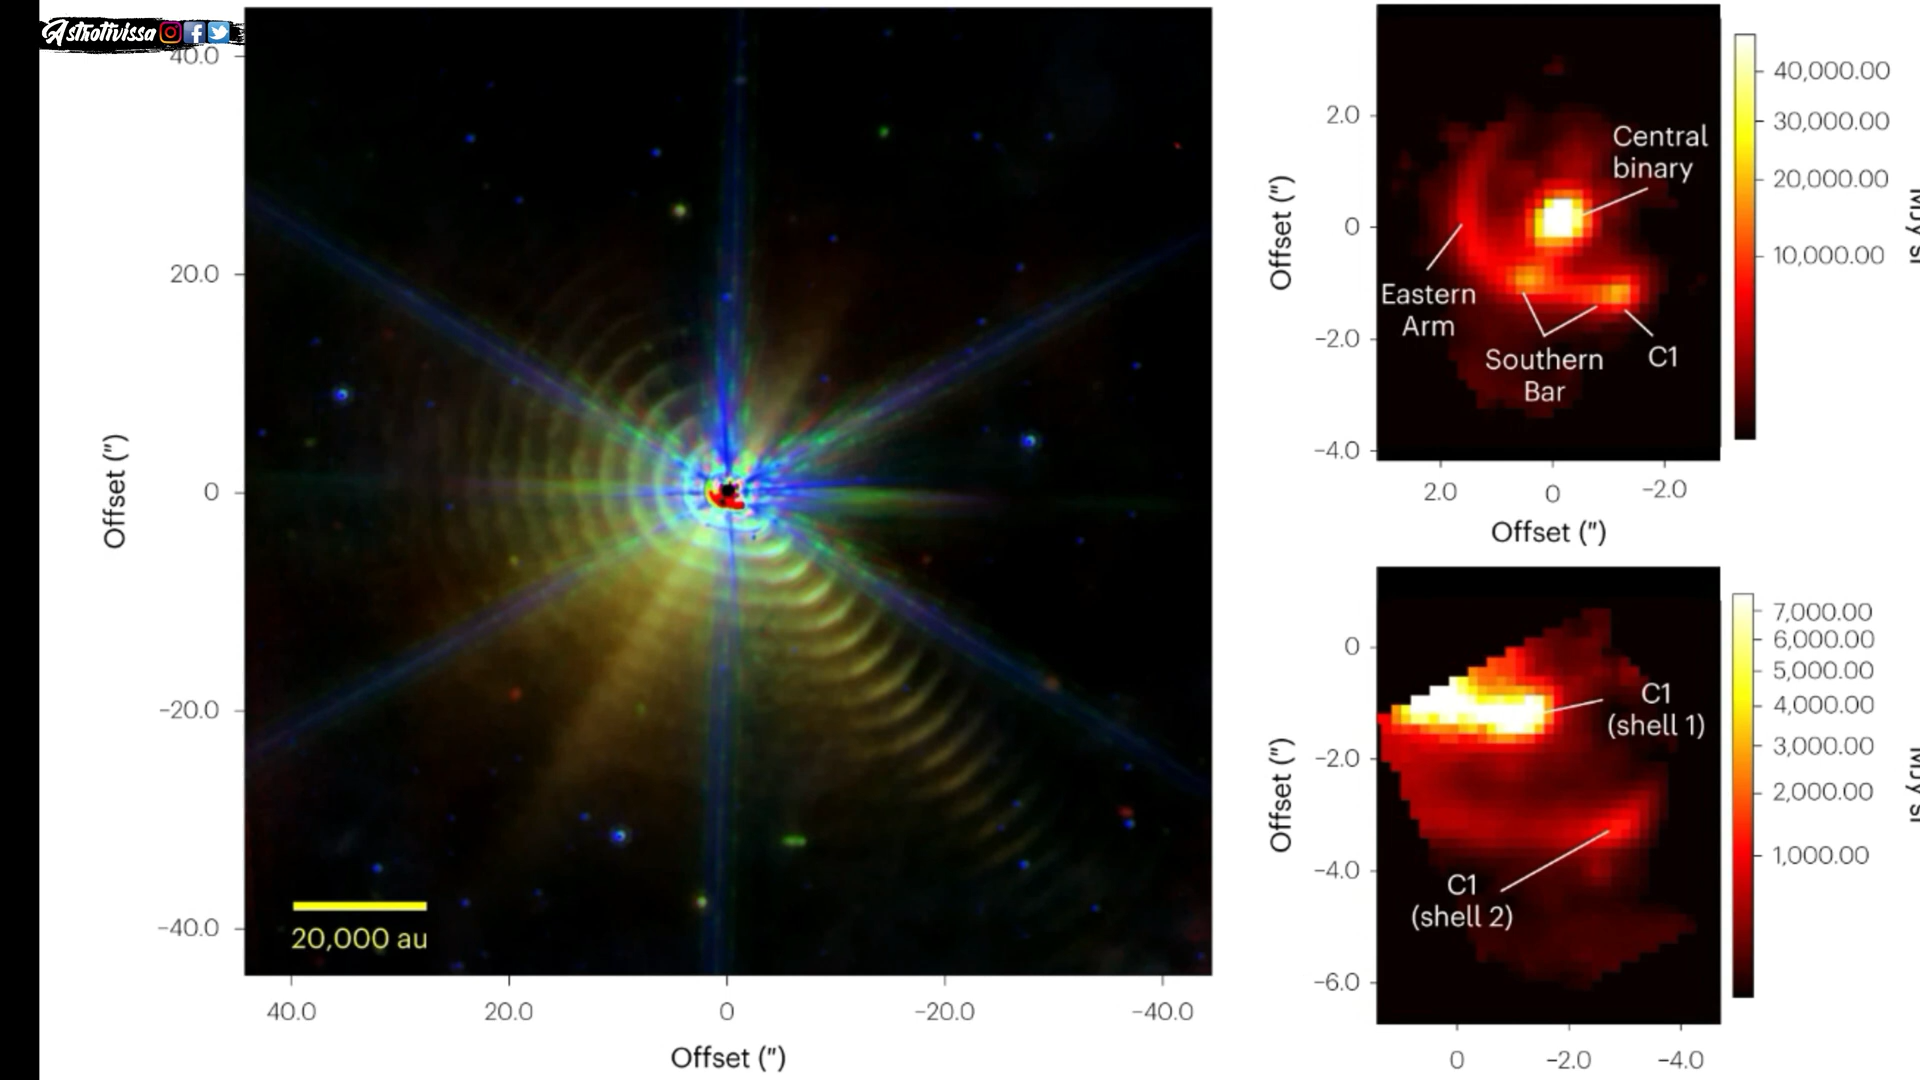 Astrotivissa
40.0
20.0
0
−20.0
−40.0
Offset (″)
20,000 au
40.0
20.0
0
−20.0
−40.0
Offset (″)
2.0
0
−2.0
−4.0
Offset (″)
Central
binary
Eastern
Arm
Southern
Bar
C1
2.0
0
−2.0
Offset (″)
40,000.00
30,000.00
20,000.00
10,000.00
0
−2.0
−4.0
−6.0
Offset (″)
C1
(shell 1)
C1
(shell 2)
0
−2.0
−4.0
7,000.00
6,000.00
5,000.00
4,000.00
3,000.00
2,000.00
1,000.00